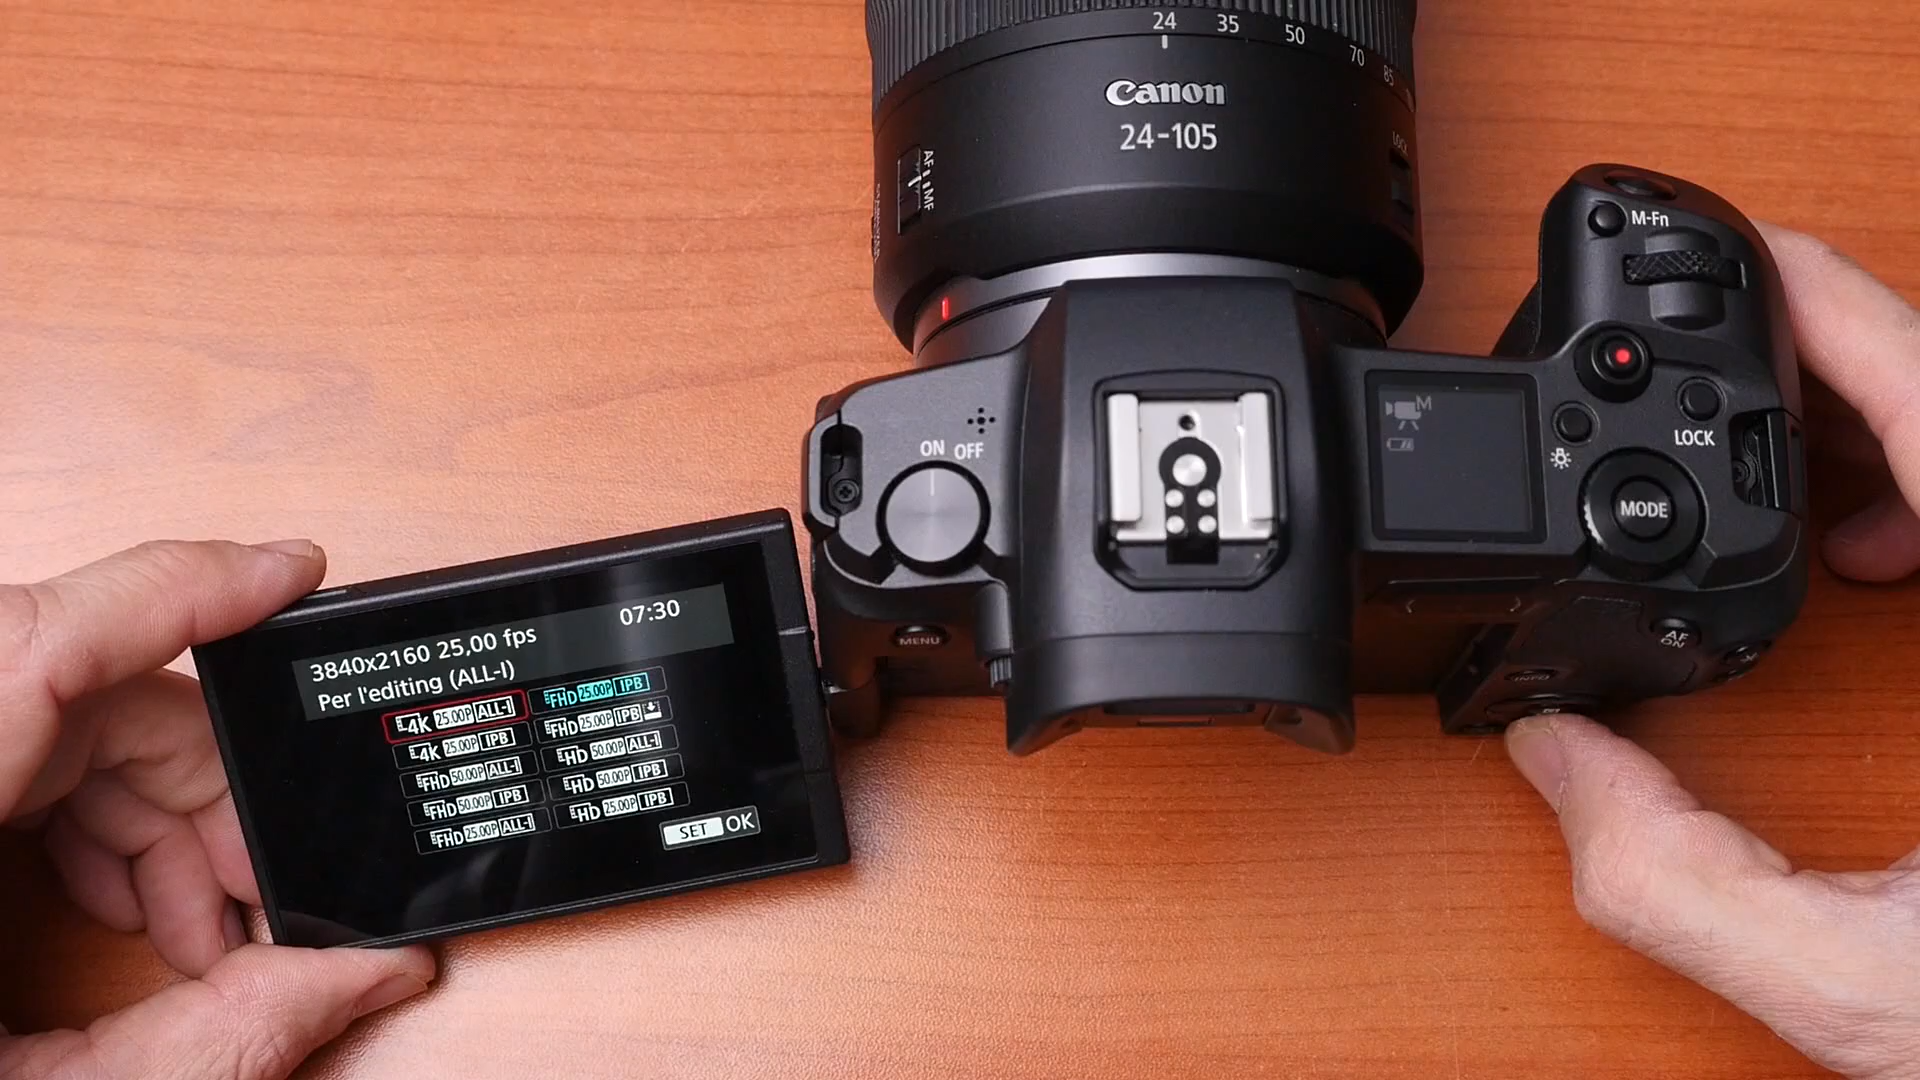 24 35 50 70 85
Canon
24-105
LOCK
AF MF
M-Fn
M
ON OFF
LOCK
MODE
MENU
AF ON
INFO
07:30
3840x2160 25,00 fps
Per l'editing (ALL-I)
4K 25.00P ALL-I
FHD 25.00P IPB
4K 25.00P IPB
FHD 25.00P IPB
FHD 50.00P ALL-I
HD 50.00P ALL-I
FHD 50.00P IPB
HD 50.00P IPB
FHD 25.00P ALL-I
HD 25.00P IPB
SET OK